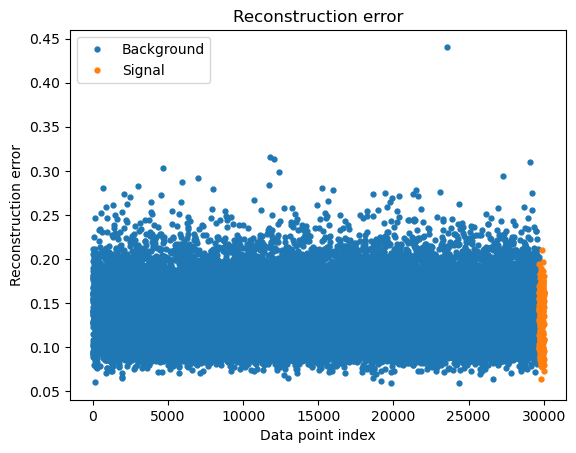 Reconstruction error
Background
Signal
Reconstruction error
0.45
0.40
0.35
0.30
0.25
0.20
0.15
0.10
0.05
0 5000 10000 15000 20000 25000 30000
Data point index